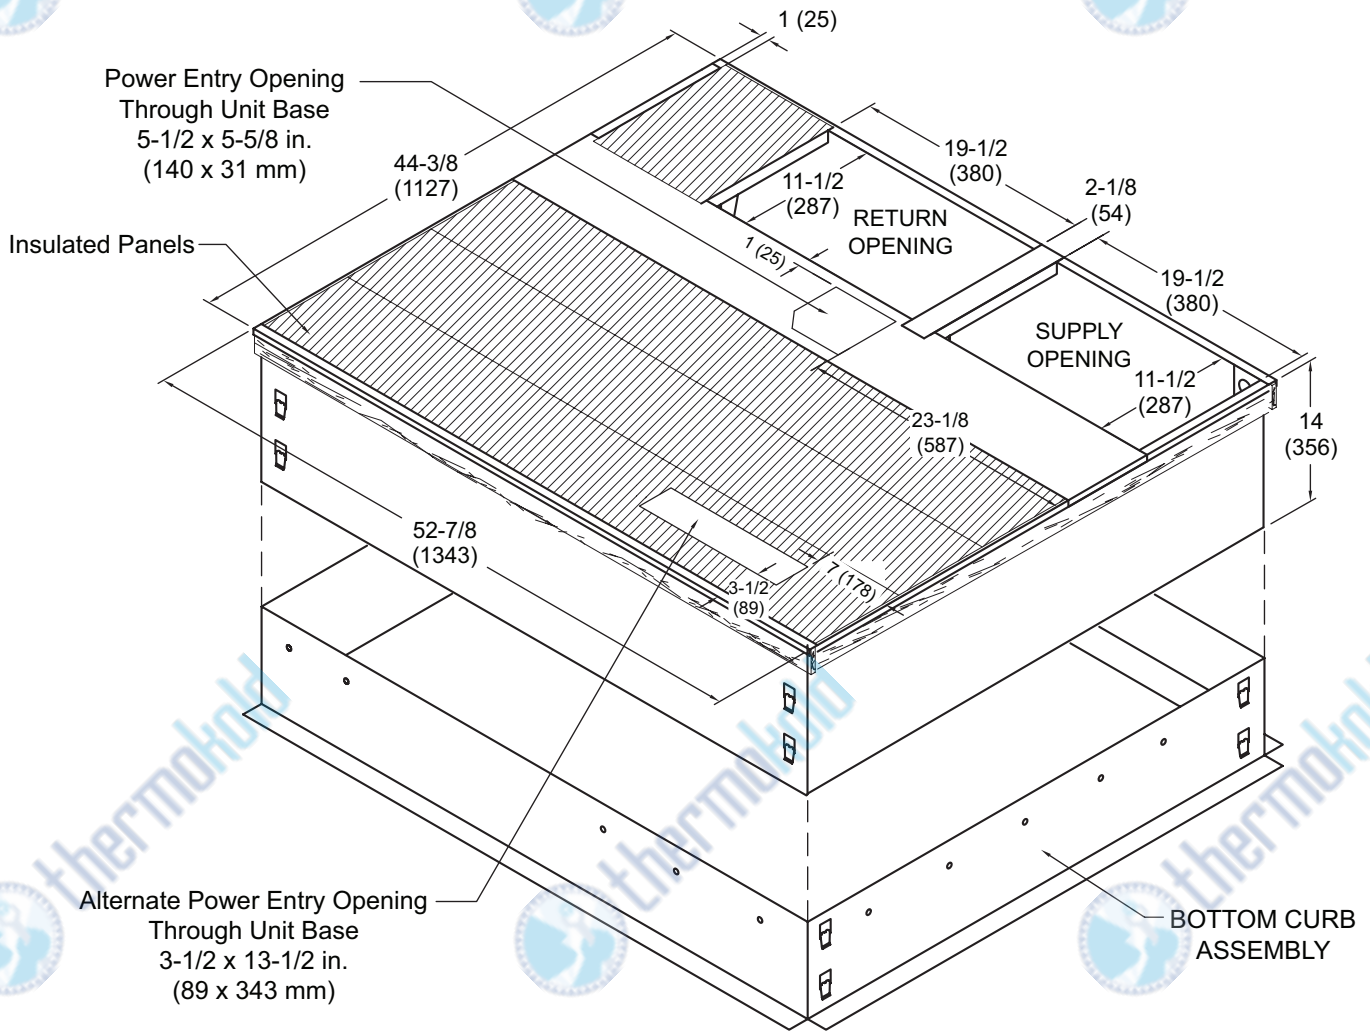 1 (25)
Power Entry Opening
Through Unit Base
5-1/2 x 5-5/8 in.
(140 x 31 mm)
44-3/8
(1127)
19-1/2
(380)
11-1/2
(287)
2-1/8
(54)
RETURN
OPENING
Insulated Panels
1 (25)
19-1/2
(380)
SUPPLY
OPENING
11-1/2
(287)
23-1/8
(587)
14
(356)
52-7/8
(1343)
7 (178)
3-1/2
(89)
Alternate Power Entry Opening
Through Unit Base
3-1/2 x 13-1/2 in.
(89 x 343 mm)
BOTTOM CURB
ASSEMBLY
thermokold
thermokold
thermokold